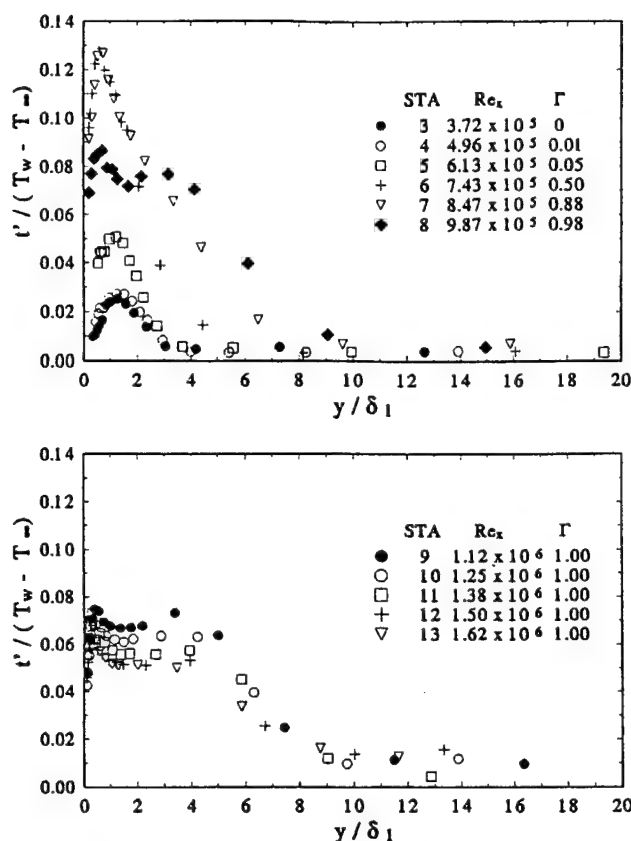 0.14
0.12
0.10
0.08
0.06
0.04
0.02
0.00
t' / ( T w - T ∞ )
STA Re x Γ
3 3.72 x 10 5 0
4 4.96 x 10 5 0.01
5 6.13 x 10 5 0.05
6 7.43 x 10 5 0.50
7 8.47 x 10 5 0.88
8 9.87 x 10 5 0.98
0 2 4 6 8 10 12 14 16 18 20
y / δ 1
0.14
0.12
0.10
0.08
0.06
0.04
0.02
0.00
t' / ( T w - T ∞ )
STA Re x Γ
9 1.12 x 10 6 1.00
10 1.25 x 10 6 1.00
11 1.38 x 10 6 1.00
12 1.50 x 10 6 1.00
13 1.62 x 10 6 1.00
0 2 4 6 8 10 12 14 16 18 20
y / δ 1